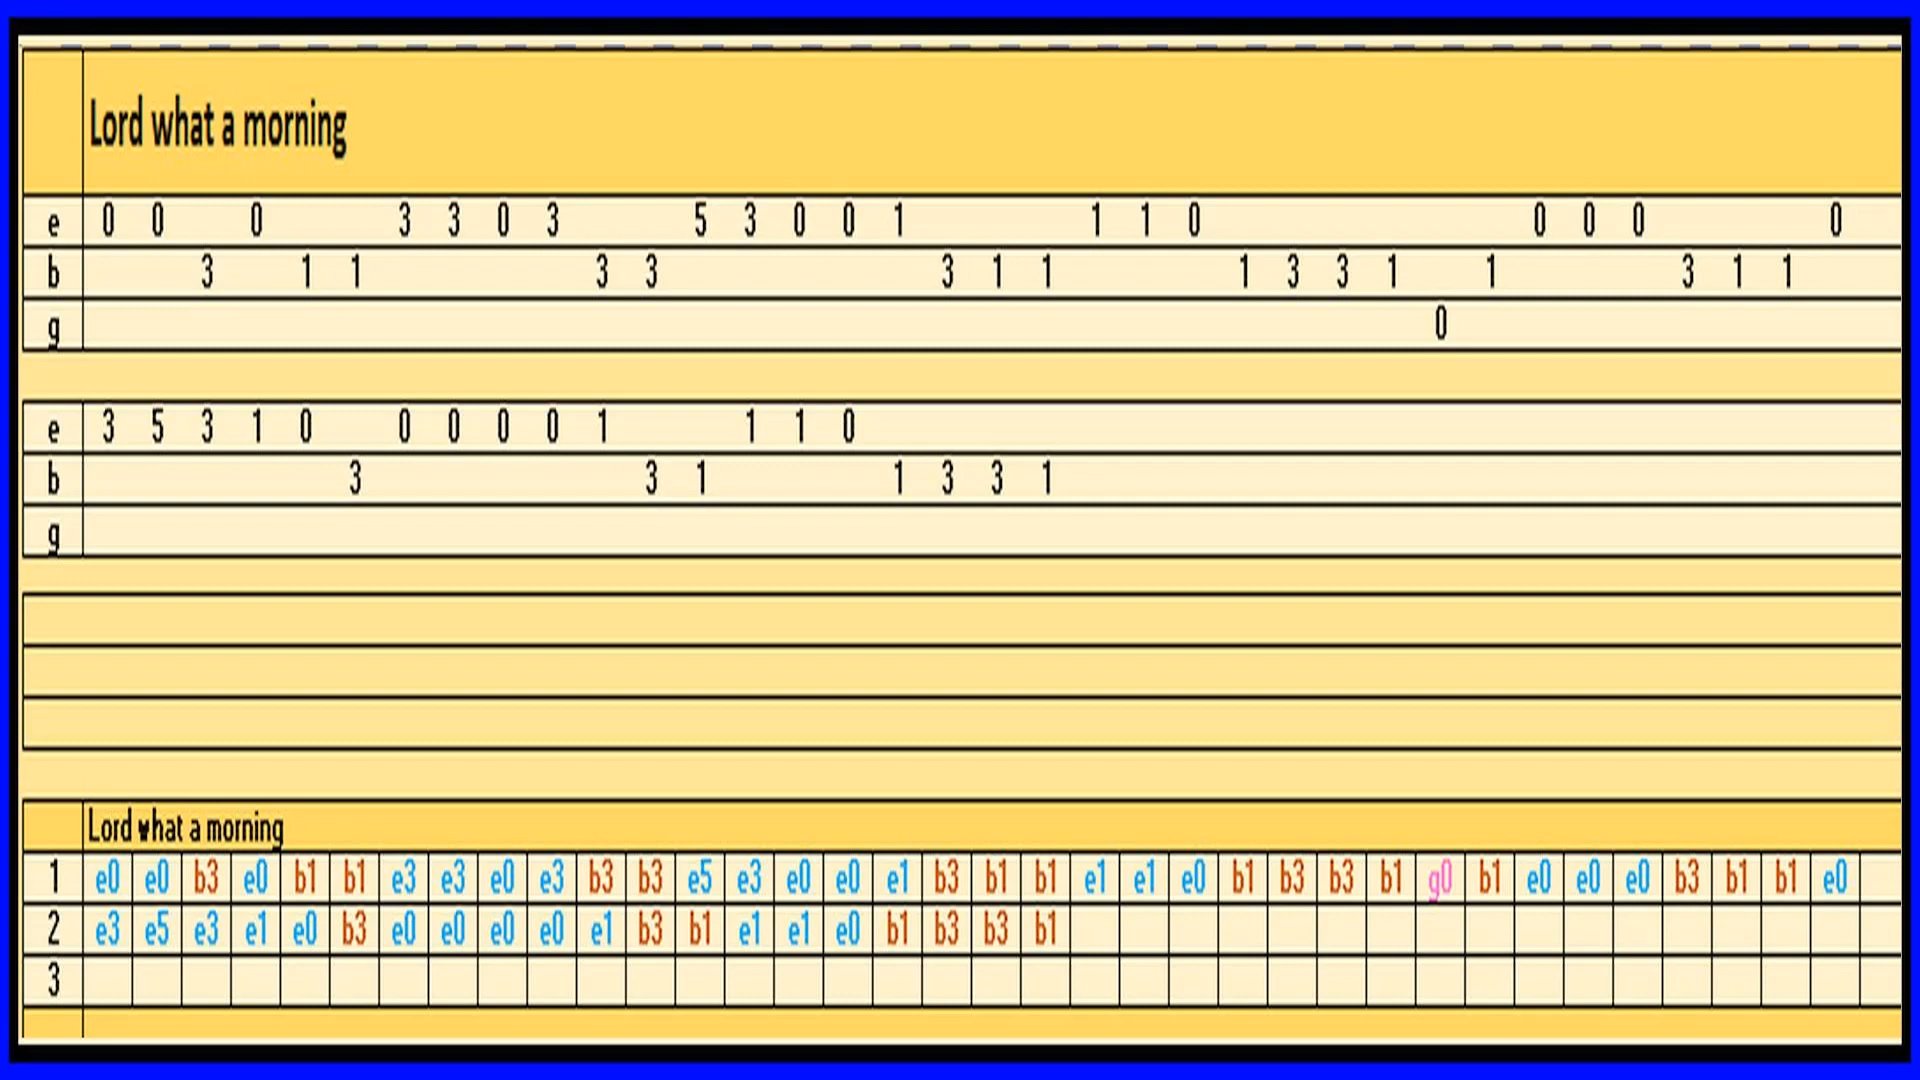 Lord what a morning
e 0 0 0 3 3 0 3 5 3 0 0 1 1 1 0 0 0 0 0
b 3 1 1 3 3 3 1 1 1 3 3 1 1 3 1 1
g 0
e 3 5 3 1 0 0 0 0 0 1 1 1 0
b 3 3 1 1 3 3 1
g
Lord what a morning
1 e0 e0 b3 e0 b1 b1 e3 e3 e0 e3 b3 b3 e5 e3 e0 e0 e1 b3 b1 b1 e1 e1 e0 b1 b3 b3 b1 g0 b1 e0 e0 e0 b3 b1 b1 e0
2 e3 e5 e3 e1 e0 b3 e0 e0 e0 e0 e1 b3 b1 e1 e1 e0 b1 b3 b3 b1
3